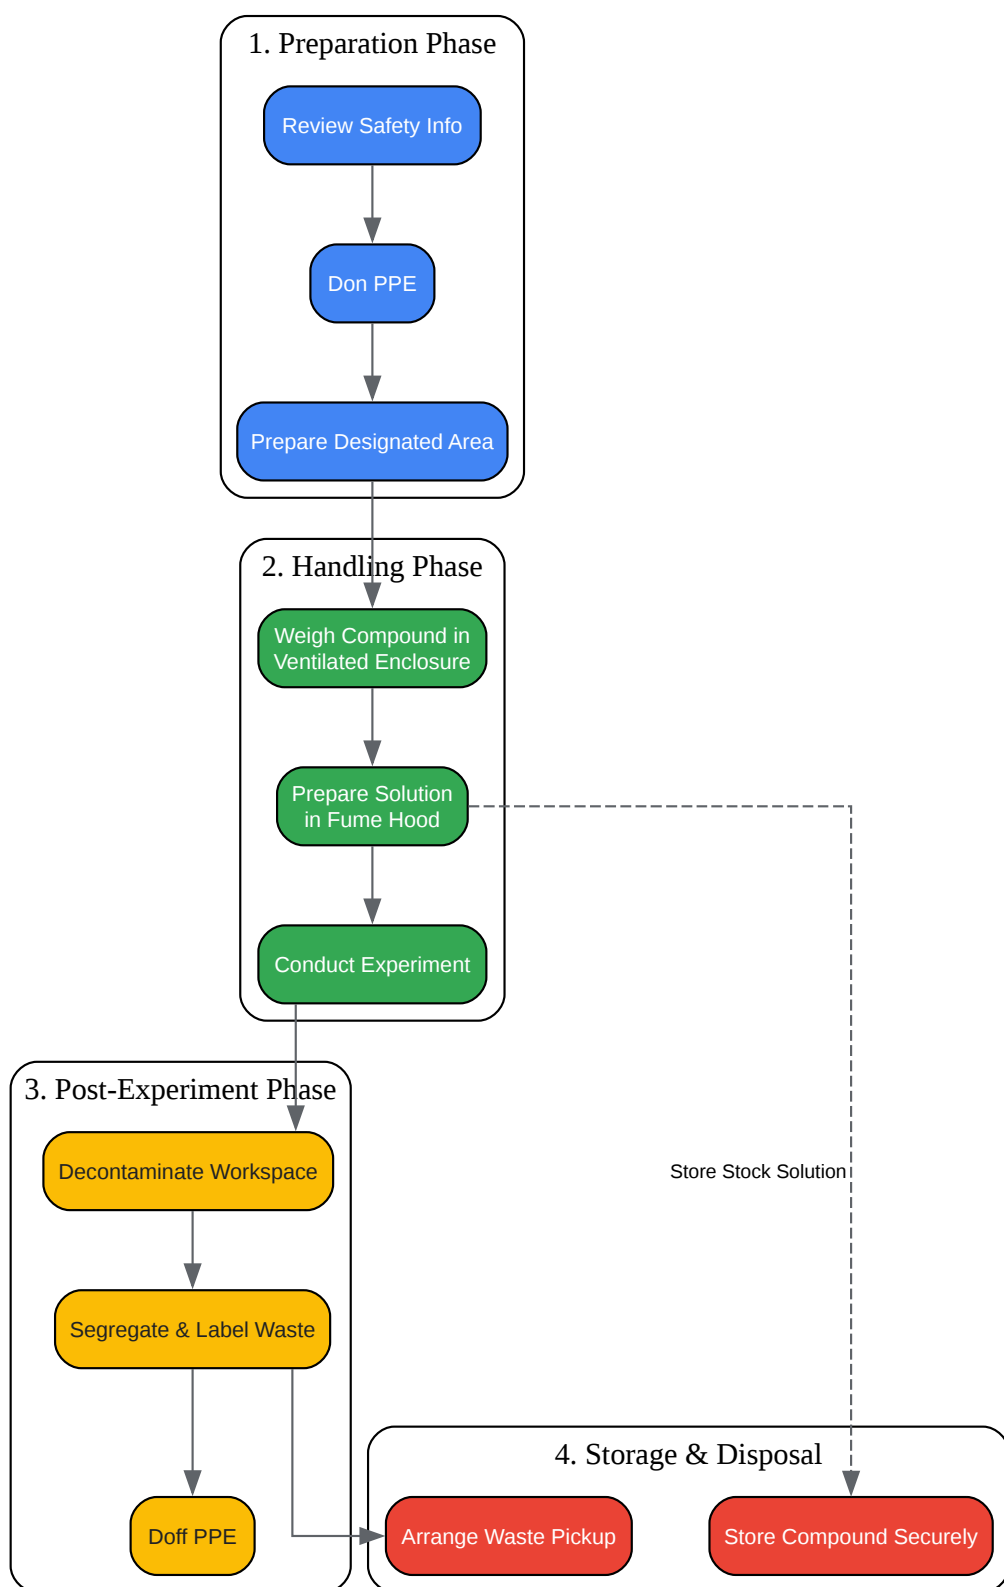 1. Preparation Phase
Review Safety Info
Don PPE
Prepare Designated Area
2. Handling Phase
Weigh Compound in
Ventilated Enclosure
Prepare Solution
in Fume Hood
Conduct Experiment
3. Post-Experiment Phase
Decontaminate Workspace
Store Stock Solution
Segregate & Label Waste
4. Storage & Disposal
Doff PPE
Arrange Waste Pickup
Store Compound Securely